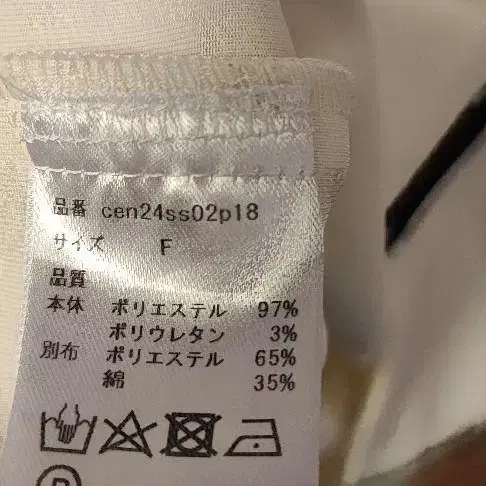 品番 cen24ss02p18
サイズ F
品質
本体 ポリエステル 97%
ポリウレタン 3%
別布 ポリエステル 65%
綿 35%